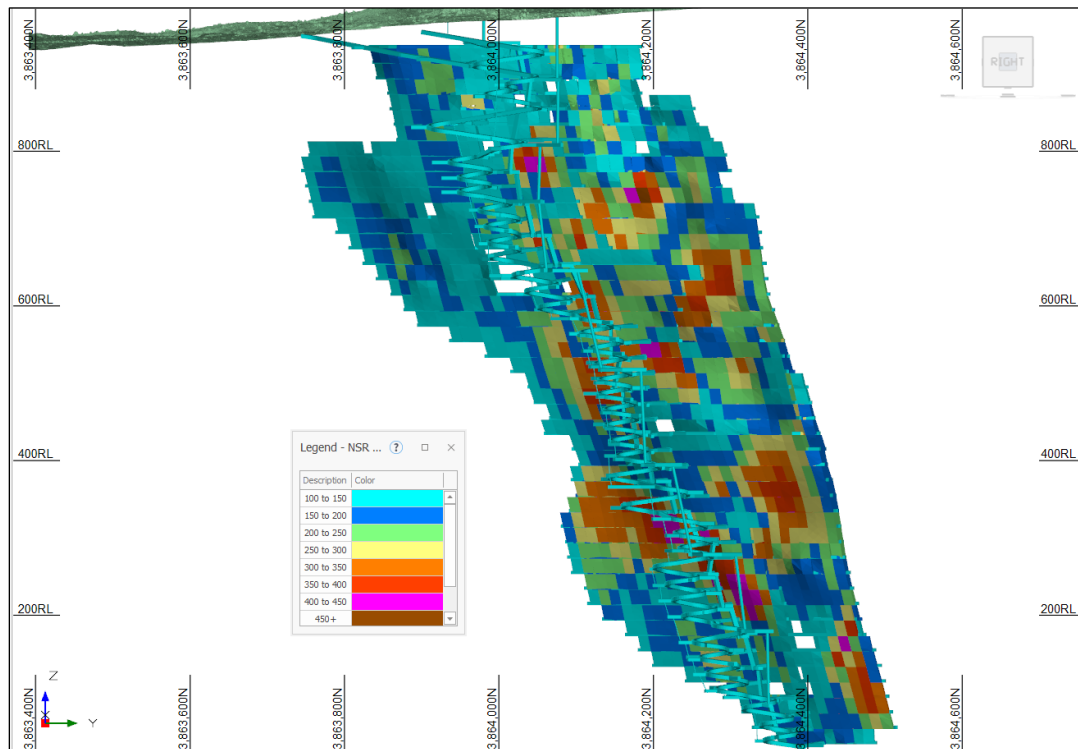 3,863,400N
3,863,600N
3,863,800N
3,864,000N
3,864,200N
3,864,400N
3,864,600N
RIGHT
800RL
800RL
600RL
600RL
400RL
400RL
200RL
200RL
Legend - NSR ... ?
Description Color
100 to 150
150 to 200
200 to 250
250 to 300
300 to 350
350 to 400
400 to 450
450+
Z
X
Y
3,863,400N
3,863,600N
3,863,800N
3,864,000N
3,864,200N
3,864,400N
3,864,600N